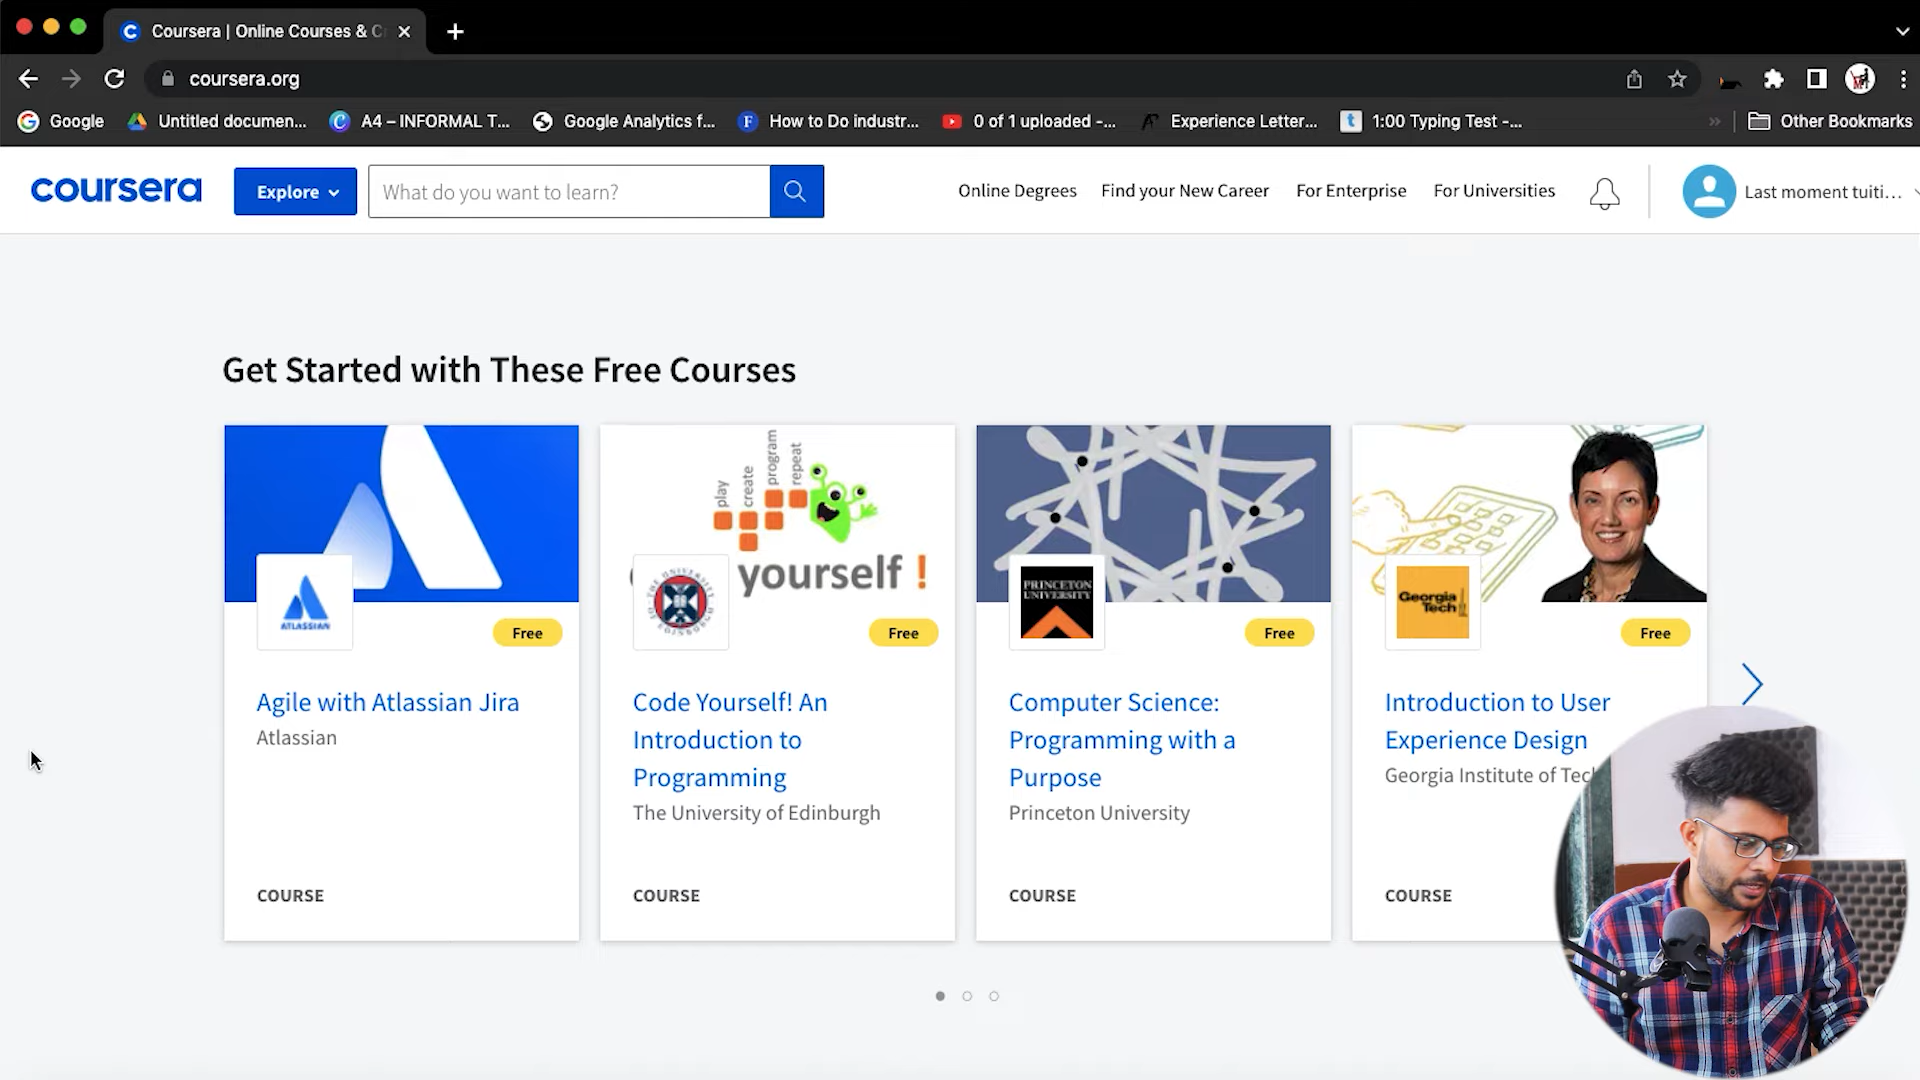 Coursera | Online Courses & C
coursera.org
Google
Untitled documen...
A4 – INFORMAL T...
Google Analytics f...
How to Do industr...
0 of 1 uploaded -...
Experience Letter...
1:00 Typing Test -...
Other Bookmarks
coursera
Explore
What do you want to learn?
Online Degrees
Find your New Career
For Enterprise
For Universities
Last moment tuiti...
Get Started with These Free Courses
play
create
program
repeat
yourself !
ATLASSIAN
PRINCETON
UNIVERSITY
Georgia
Tech
Free
Free
Free
Free
Agile with Atlassian Jira
Atlassian
COURSE
Code Yourself! An
Introduction to
Programming
The University of Edinburgh
COURSE
Computer Science:
Programming with a
Purpose
Princeton University
COURSE
Introduction to User
Experience Design
Georgia Institute of Tec
COURSE